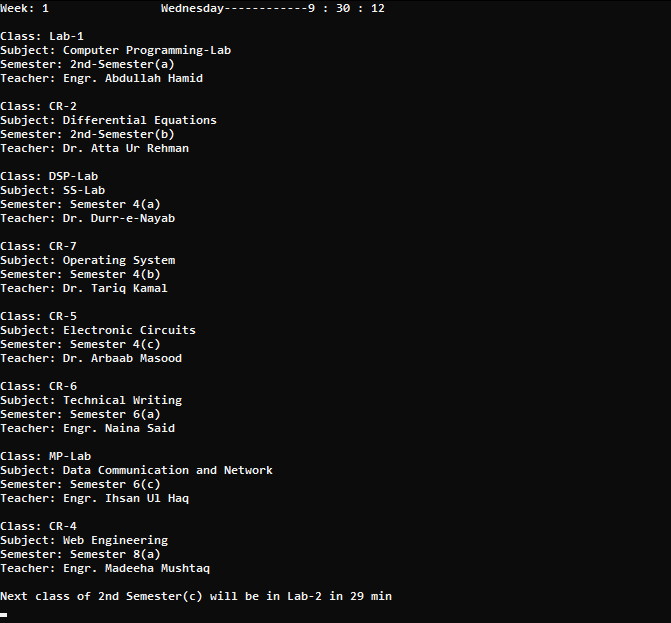 Week: 1 Wednesday------------9 : 30 : 12
Class: Lab-1
Subject: Computer Programming-Lab
Semester: 2nd-Semester(a)
Teacher: Engr. Abdullah Hamid
Class: CR-2
Subject: Differential Equations
Semester: 2nd-Semester(b)
Teacher: Dr. Atta Ur Rehman
Class: DSP-Lab
Subject: SS-Lab
Semester: Semester 4(a)
Teacher: Dr. Durr-e-Nayab
Class: CR-7
Subject: Operating System
Semester: Semester 4(b)
Teacher: Dr. Tariq Kamal
Class: CR-5
Subject: Electronic Circuits
Semester: Semester 4(c)
Teacher: Dr. Arbaab Masood
Class: CR-6
Subject: Technical Writing
Semester: Semester 6(a)
Teacher: Engr. Naina Said
Class: MP-Lab
Subject: Data Communication and Network
Semester: Semester 6(c)
Teacher: Engr. Ihsan Ul Haq
Class: CR-4
Subject: Web Engineering
Semester: Semester 8(a)
Teacher: Engr. Madeeha Mushtaq
Next class of 2nd Semester(c) will be in Lab-2 in 29 min